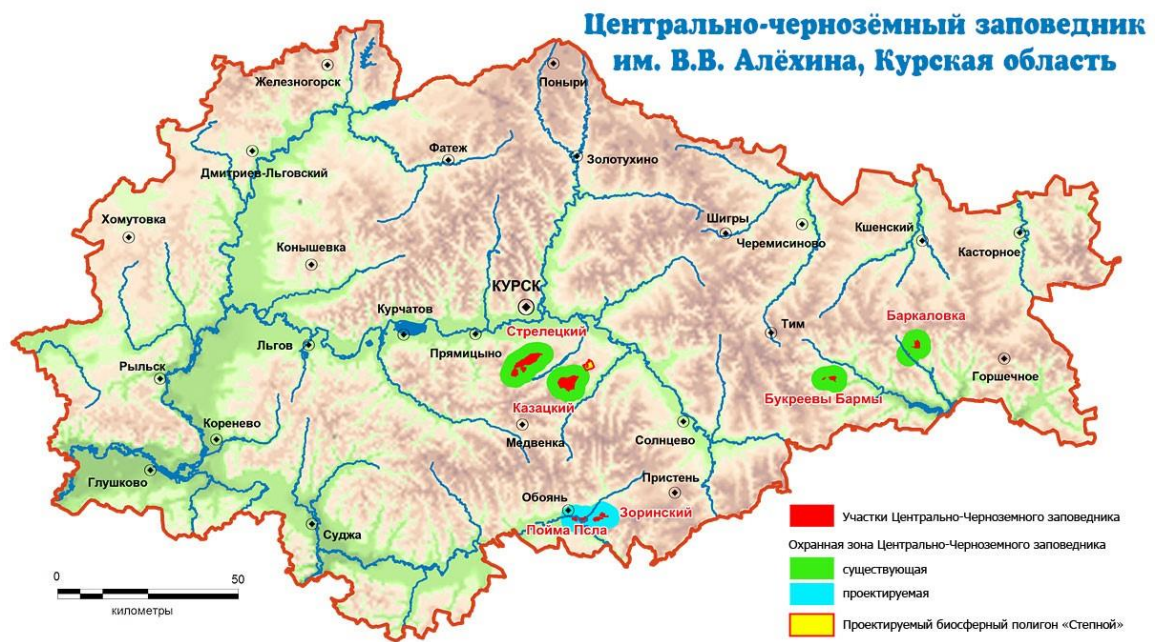 Центрально-чернозёмный заповедник
им. В.В. Алёхина, Курская область
Железногорск
Поныри
Фатеж
Золотухино
Дмитриев-Льговский
Хомутовка
Шигры
Черемисиново
Кшенский
Касторное
Конышевка
КУРСК
Курчатов
Стрелецкий
Баркаловка
Тим
Льгов
Прямицыно
Рыльск
Горшечное
Букреевы Бармы
Казацкий
Коренево
Медвенка
Солнцево
Глушково
Пристень
Обоянь
Зоринский
Пойма Псла
Суджа
Участки Центрально-Черноземного заповедника
Охранная зона Центрально-Черноземного заповедника
существующая
проектируемая
Проектируемый биосферный полигон «Степной»
0 50
километры